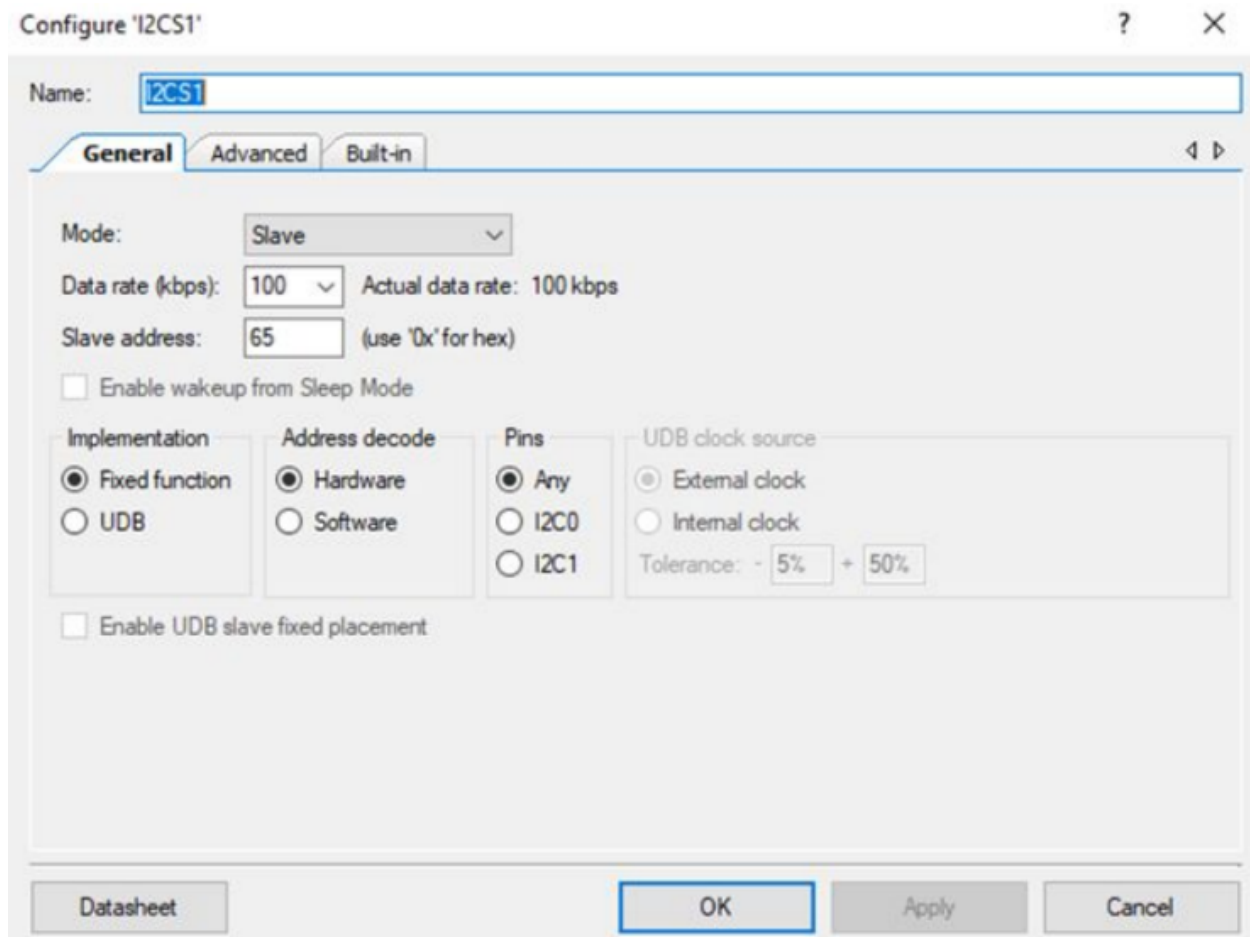 Configure 'I2CS1'
?
Name: I2CS1
General Advanced Built-in
Mode: Slave
Data rate (kbps): 100 Actual data rate: 100 kbps
Slave address: 65 (use '0x' for hex)
Enable wakeup from Sleep Mode
Implementation Address decode Pins UDB clock source
Fixed function Hardware Any External clock
UDB Software I2C0 Internal clock
I2C1 Tolerance: - 5% + 50%
Enable UDB slave fixed placement
Datasheet OK Apply Cancel